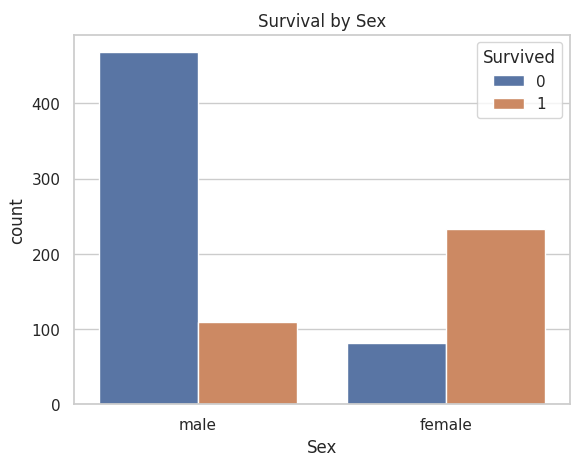 Survival by Sex
Survived
0
1
400
300
200
100
0
count
male
female
Sex